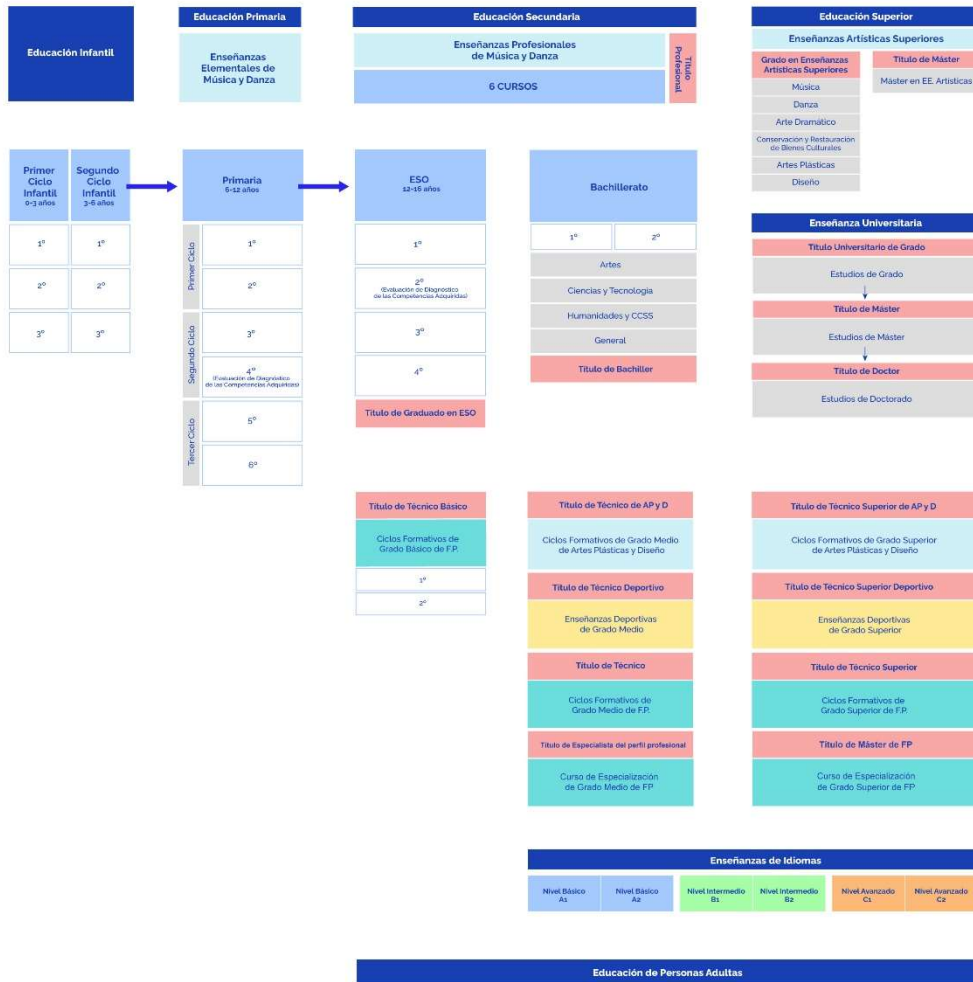 Educación Infantil
Primer
Ciclo
Infantil
0-3 años
Segundo
Ciclo
Infantil
3-6 años
1º
1º
2º
2º
3º
3º
Educación Primaria
Enseñanzas
Elementales de
Música y Danza
Primaria
6-12 años
Primer Ciclo
1º
2º
Segundo Ciclo
3º
4º
(Evaluación de Diagnóstico
de las Competencias Adquiridas)
Tercer Ciclo
5º
6º
Educación Secundaria
Enseñanzas Profesionales
de Música y Danza
6 CURSOS
Título
Profesional
ESO
12-16 años
1º
2º
(Evaluación de Diagnóstico
de las Competencias Adquiridas)
3º
4º
Título de Graduado en ESO
Bachillerato
1º
2º
Artes
Ciencias y Tecnología
Humanidades y CCSS
General
Título de Bachiller
Educación Superior
Enseñanzas Artísticas Superiores
Grado en Enseñanzas
Artísticas Superiores
Música
Danza
Arte Dramático
Conservación y Restauración
de Bienes Culturales
Artes Plásticas
Diseño
Título de Máster
Máster en EE. Artísticas
Enseñanza Universitaria
Título Universitario de Grado
Estudios de Grado
Título de Máster
Estudios de Máster
Título de Doctor
Estudios de Doctorado
Título de Técnico Básico
Ciclos Formativos de
Grado Básico de F.P.
1º
2º
Título de Técnico de AP y D
Ciclos Formativos de Grado Medio
de Artes Plásticas y Diseño
Título de Técnico Deportivo
Enseñanzas Deportivas
de Grado Medio
Título de Técnico
Ciclos Formativos de
Grado Medio de F.P.
Título de Especialista del perfil profesional
Curso de Especialización
de Grado Medio de FP
Título de Técnico Superior de AP y D
Ciclos Formativos de Grado Superior
de Artes Plásticas y Diseño
Título de Técnico Superior Deportivo
Enseñanzas Deportivas
de Grado Superior
Título de Técnico Superior
Ciclos Formativos de
Grado Superior de F.P.
Título de Máster de FP
Curso de Especialización
de Grado Superior de FP
Enseñanzas de Idiomas
Nivel Básico
A1
Nivel Básico
A2
Nivel Intermedio
B1
Nivel Intermedio
B2
Nivel Avanzado
C1
Nivel Avanzado
C2
Educación de Personas Adultas